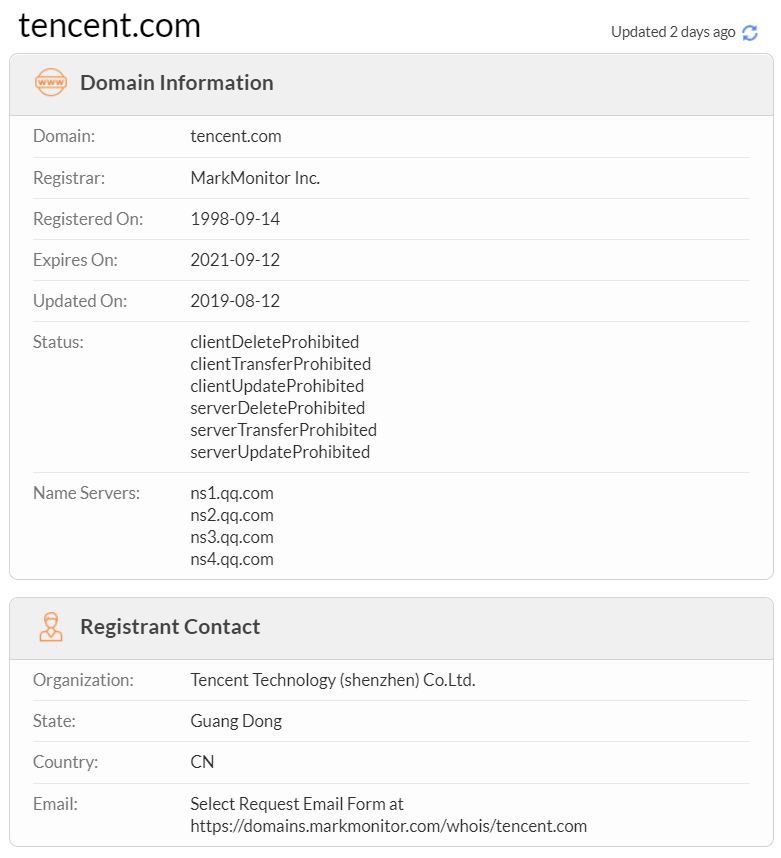 tencent.com
Updated 2 days ago
www
Domain Information
Domain: tencent.com
Registrar: MarkMonitor Inc.
Registered On: 1998-09-14
Expires On: 2021-09-12
Updated On: 2019-08-12
Status: clientDeleteProhibited
clientTransferProhibited
clientUpdateProhibited
serverDeleteProhibited
serverTransferProhibited
serverUpdateProhibited
Name Servers: ns1.qq.com
ns2.qq.com
ns3.qq.com
ns4.qq.com
Registrant Contact
Organization: Tencent Technology (shenzhen) Co.Ltd.
State: Guang Dong
Country: CN
Email: Select Request Email Form at
https://domains.markmonitor.com/whois/tencent.com